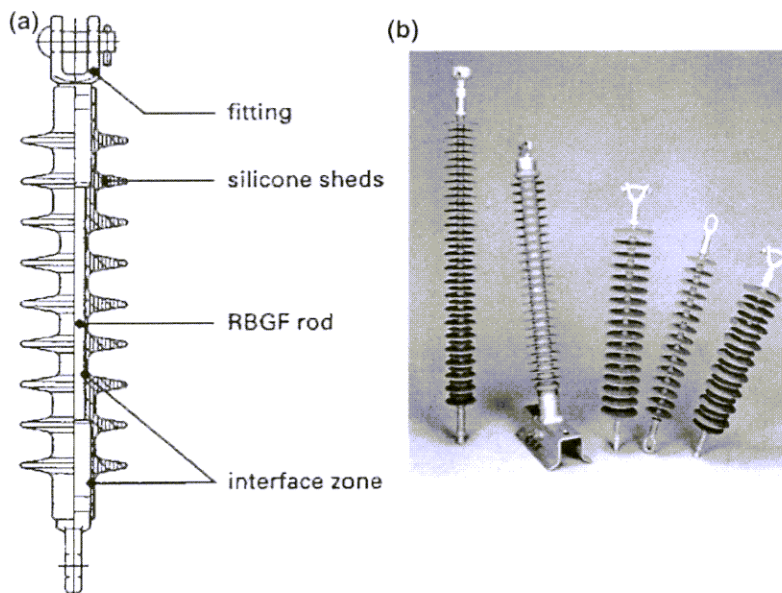 (a)
(b)
fitting
silicone sheds
RBGF rod
interface zone